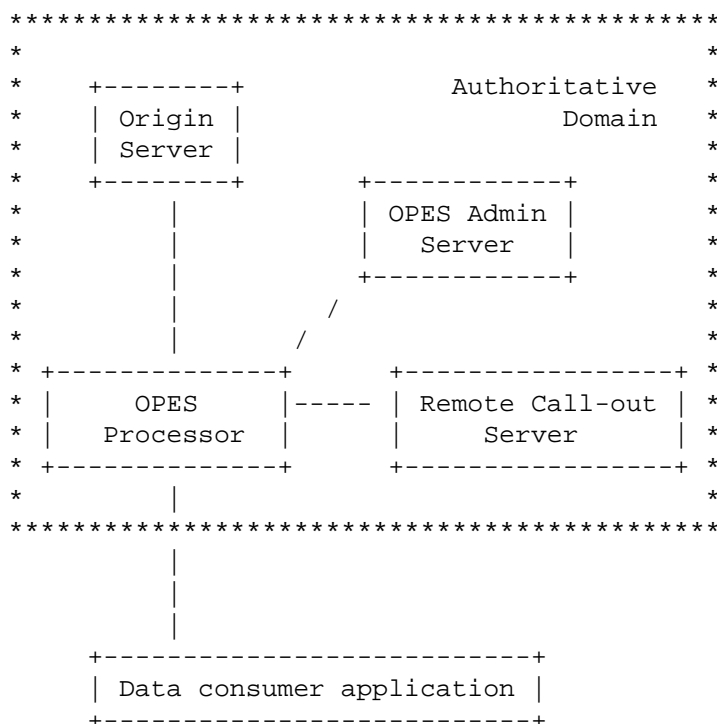 Authoritative
Origin Domain
Server
OPES Admin
Server
OPES Remote Call-out
Processor Server
Data consumer application